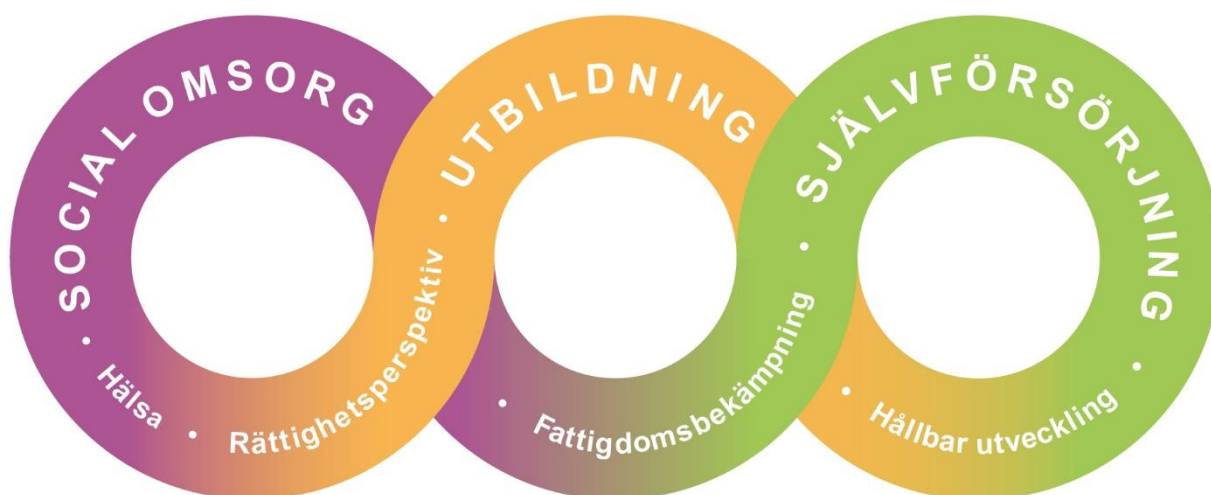 SOCIAL OMSORG
• UTBILDNING
• SJÄLVFÖRSÖRJNING
• Hälsa
• Rättighetsperspektiv
• Fattigdomsbekämpning
• Hållbar utveckling •